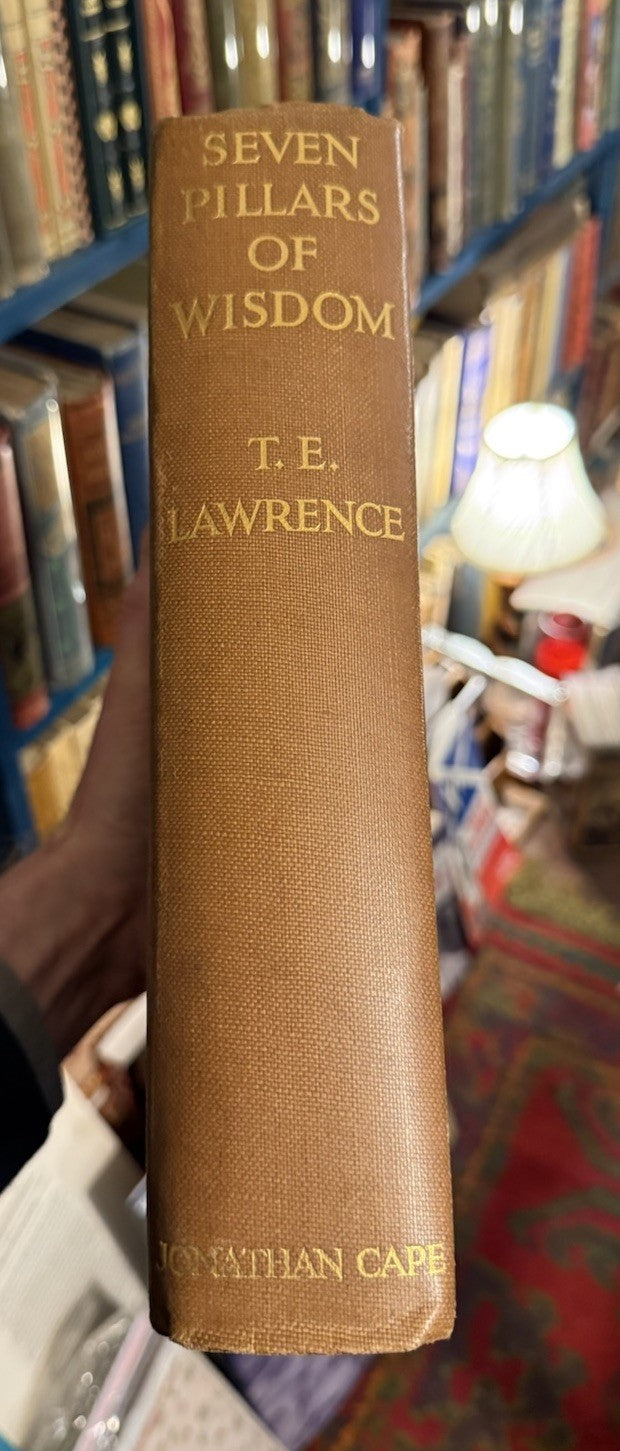 SEVEN
PILLARS
OF
WISDOM
T. E.
LAWRENCE
JONATHAN CAPE